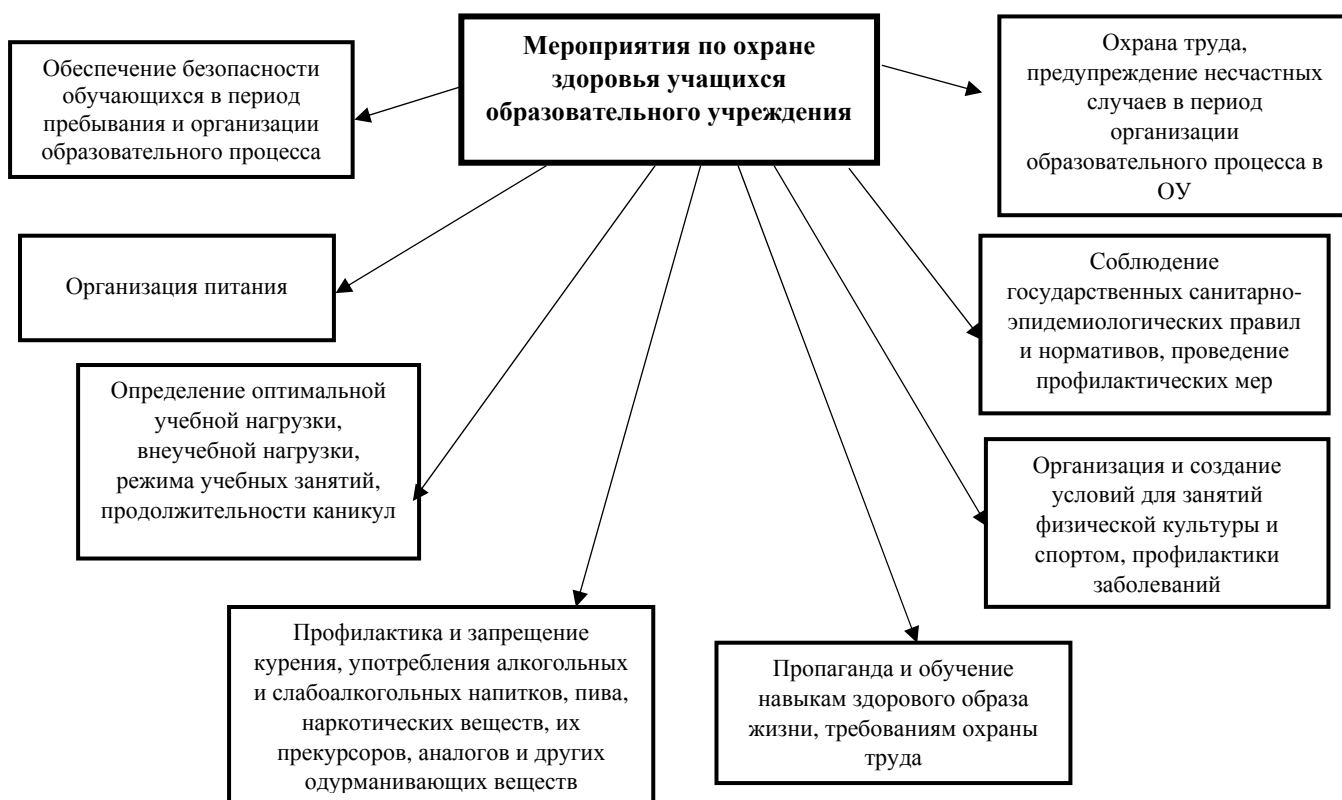 Мероприятия по охране
здоровья учащихся
образовательного учреждения
Обеспечение безопасности
обучающихся в период
пребывания и организации
образовательного процесса
Охрана труда,
предупреждение несчастных
случаев в период
организации
образовательного процесса в
ОУ
Организация питания
Соблюдение
государственных санитарно-
эпидемиологических правил
и нормативов, проведение
профилактических мер
Определение оптимальной
учебной нагрузки,
внеучебной нагрузки,
режима учебных занятий,
продолжительности каникул
Организация и создание
условий для занятий
физической культуры и
спортом, профилактики
заболеваний
Профилактика и запрещение
курения, употребления алкогольных
и слабоалкогольных напитков, пива,
наркотических веществ, их
прекурсоров, аналогов и других
одурманивающих веществ
Пропаганда и обучение
навыкам здорового образа
жизни, требованиям охраны
труда